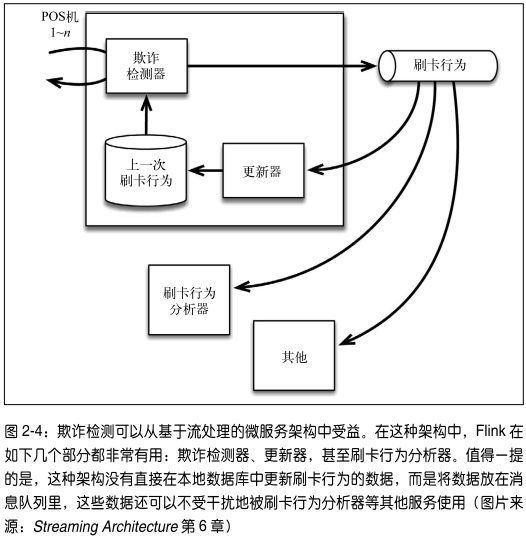 POS机
1~n
欺诈
检测器
刷卡行为
上一次
刷卡行为
更新器
刷卡行为
分析器
其他
图 2-4：欺诈检测可以从基于流处理的微服务架构中受益。在这种架构中，Flink 在
如下几个部分都非常有用：欺诈检测器、更新器，甚至刷卡行为分析器。值得一提
的是，这种架构没有直接在本地数据库中更新刷卡行为的数据，而是将数据放在消
息队列里，这些数据还可以不受干扰地被刷卡行为分析器等其他服务使用（图片来
源：Streaming Architecture 第 6 章）